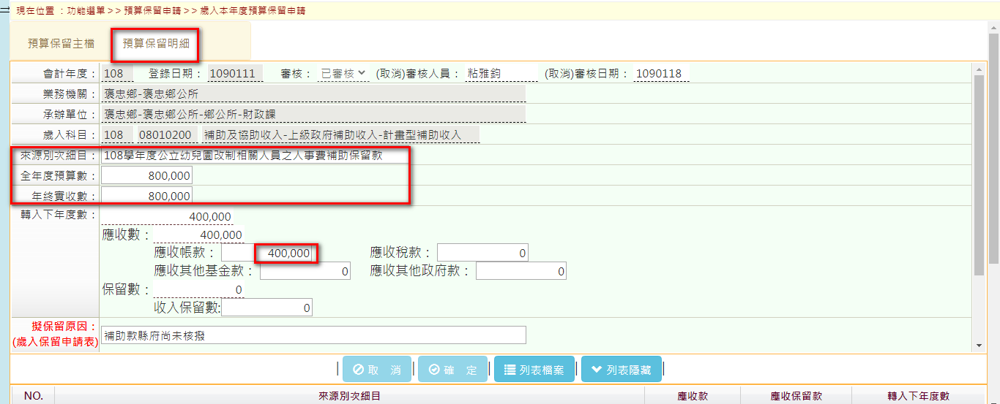 現在位置 ：功能選單>>預算保留申請>>歲入本年度預算保留申請
預算保留主檔 預算保留明細
會計年度： 108 登錄日期： 1090111 審核： 已審核 (取消)審核人員： 粘雅鈞 (取消)審核日期： 1090118
業務機關： 褒忠鄉-褒忠鄉公所
承辦單位： 褒忠鄉-褒忠鄉公所-鄉公所-財政課
歲入科目： 108 08010200 補助及協助收入-上級政府補助收入-計畫型補助收入
來源別次細目： 108學年度公立幼兒園改制相關人員之人事費補助保留款
全年度預算數： 800,000
年終實收數： 800,000
轉入下年度數： 400,000
應收數： 400,000
應收帳款： 400,000 應收稅款： 0
應收其他基金款： 0 應收其他政府款： 0
保留數： 0
收入保留數: 0
擬保留原因：
(歲入保留申請表) 補助款縣府尚未核撥
取 消 確 定 列表檔案 列表隱藏
NO. 來源別次細目 應收款 應收保留款 轉入下年度數